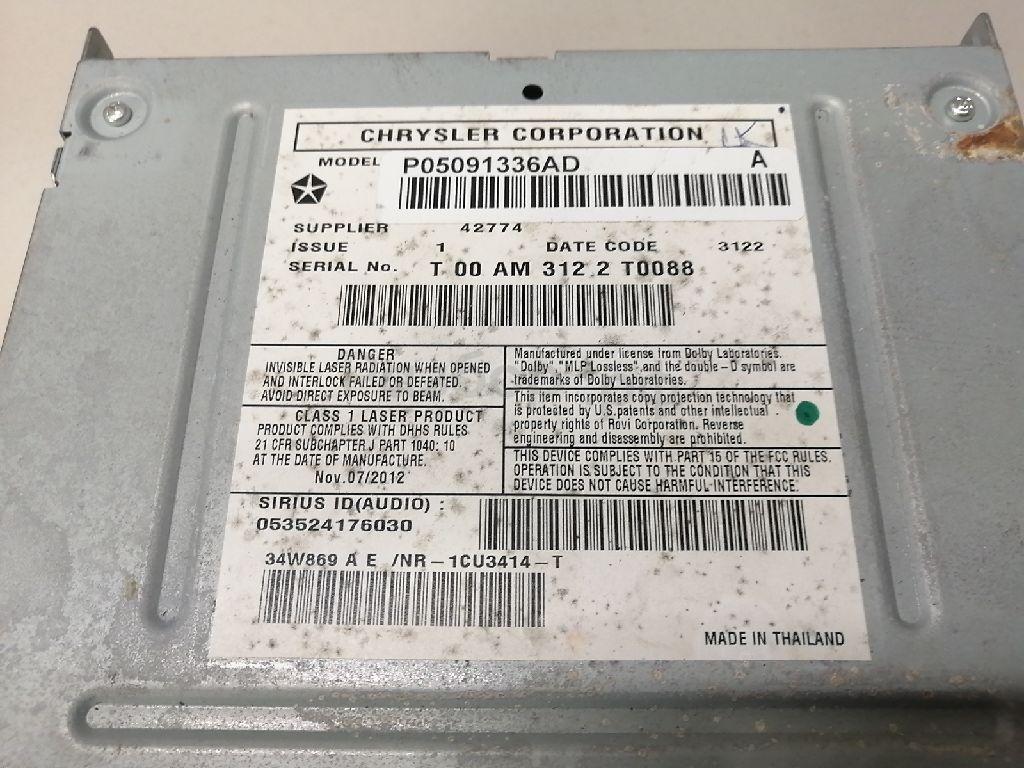 CHRYSLER CORPORATION
MODEL P05091336AD A
SUPPLIER 42774
ISSUE 1 DATE CODE 3122
SERIAL No. T 00 AM 312 2 T0088
DANGER
INVISIBLE LASER RADIATION WHEN OPENED
AND INTERLOCK FAILED OR DEFEATED.
AVOID DIRECT EXPOSURE TO BEAM.
CLASS 1 LASER PRODUCT
PRODUCT COMPLIES WITH DHHS RULES
21 CFR SUBCHAPTER J PART 1040: 10
AT THE DATE OF MANUFACTURE.
Nov.07/2012
Manufactured under license from Dolby Laboratories.
"Dolby","MLP Lossless",and the double-D symbol are
trademarks of Dolby Laboratories.
This item incorporates copy protection technology that
is protected by U.S.patents and other intellectual
property rights of Rovi Corporation. Reverse
engineering and disassembly are prohibited.
THIS DEVICE COMPLIES WITH PART 15 OF THE FCC RULES.
OPERATION IS SUBJECT TO THE CONDITION THAT THIS
DEVICE DOES NOT CAUSE HARMFUL INTERFERENCE.
SIRIUS ID(AUDIO) :
053524176030
34W869 A E /NR-1CU3414-T
MADE IN THAILAND